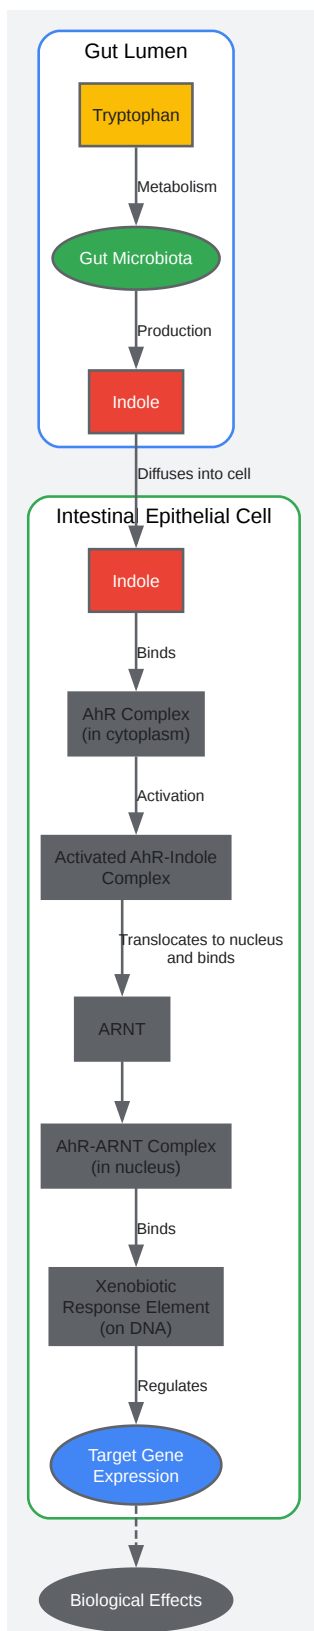 Gut Lumen
Tryptophan
Metabolism
Gut Microbiota
Production
Indole
Diffuses into cell
Intestinal Epithelial Cell
Indole
Binds
AhR Complex
(in cytoplasm)
Activation
Activated AhR-Indole
Complex
Translocates to nucleus
and binds
ARNT
AhR-ARNT Complex
(in nucleus)
Binds
Xenobiotic
Response Element
(on DNA)
Regulates
Target Gene
Expression
Biological Effects